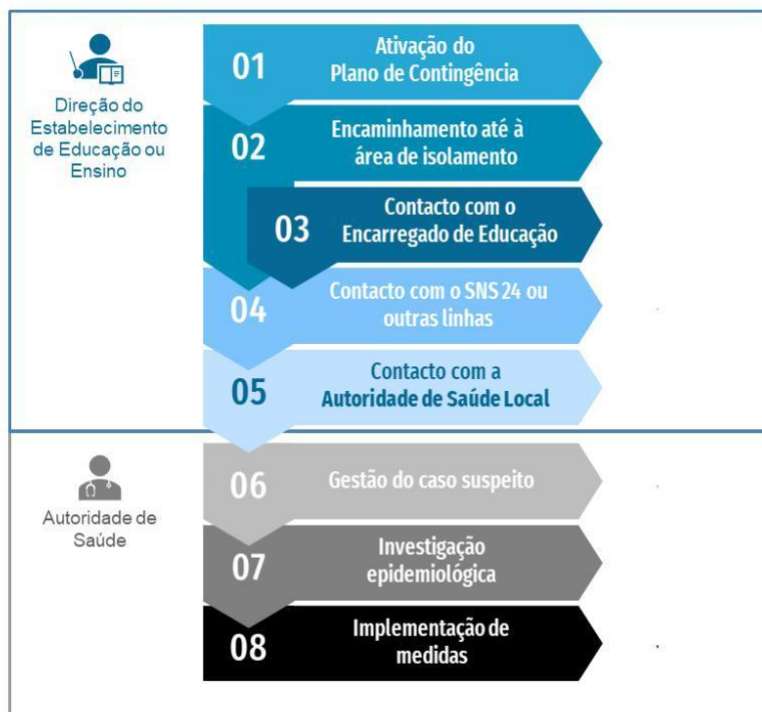 Direção do
Estabelecimento
de Educação ou
Ensino
01
Ativação do
Plano de Contingência
02
Encaminhamento até à
área de isolamento
03
Contacto com o
Encarregado de Educação
04
Contacto com o SNS 24 ou
outras linhas
05
Contacto com a
Autoridade de Saúde Local
Autoridade de
Saúde
06
Gestão do caso suspeito
07
Investigação
epidemiológica
08
Implementação de
medidas